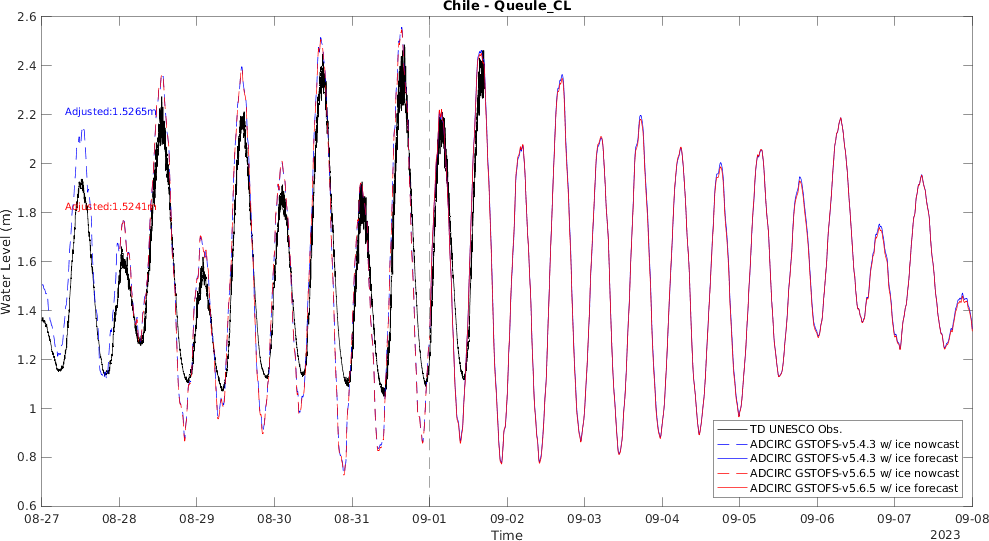 Chile - Queule_CL
2.6
2.4
2.2
2
1.8
1.6
1.4
1.2
1
0.8
0.6
Water Level (m)
Adjusted:1.5265m
Adjusted:1.5241m
TD UNESCO Obs.
ADCIRC GSTOFS-v5.4.3 w/ ice nowcast
ADCIRC GSTOFS-v5.4.3 w/ ice forecast
ADCIRC GSTOFS-v5.6.5 w/ ice nowcast
ADCIRC GSTOFS-v5.6.5 w/ ice forecast
08-27 08-28 08-29 08-30 08-31 09-01 09-02 09-03 09-04 09-05 09-06 09-07 09-08
Time
2023